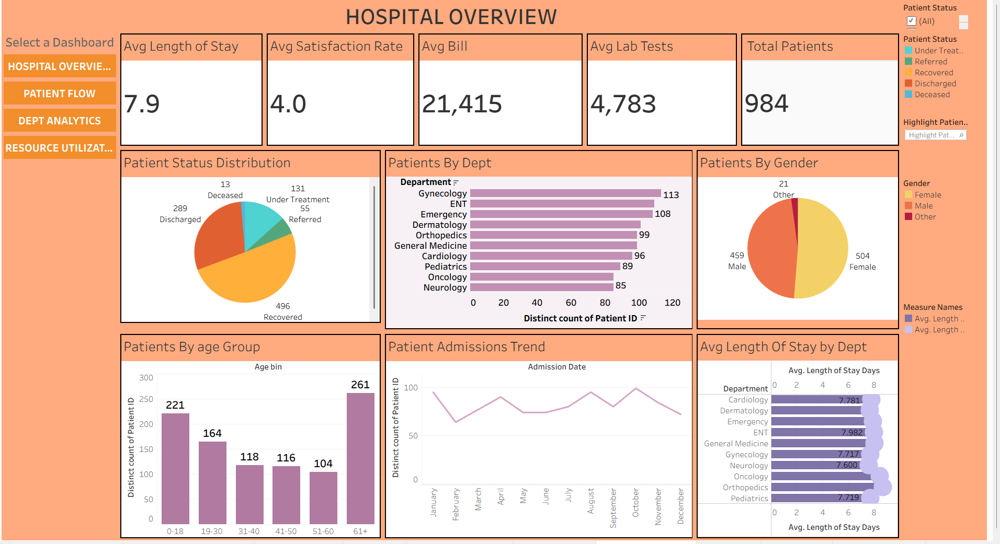 HOSPITAL OVERVIEW
Select a Dashboard
HOSPITAL OVERVIE...
PATIENT FLOW
DEPT ANALYTICS
RESOURCE UTILIZAT...
Avg Length of Stay
7.9
Avg Satisfaction Rate
4.0
Avg Bill
21,415
Avg Lab Tests
4,783
Total Patients
984
Patient Status
(All)
Patient Status
Under Treat..
Referred
Recovered
Discharged
Deceased
Highlight Patien..
Highlight Pat...
Patient Status Distribution
13
Deceased
131
Under Treatment
55
Referred
289
Discharged
496
Recovered
Patients By Dept
Department
Gynecology 113
ENT
Emergency 108
Dermatology
Orthopedics 99
General Medicine
Cardiology 96
Pediatrics 89
Oncology
Neurology 85
0 20 40 60 80 100 120
Distinct count of Patient ID
Patients By Gender
21
Other
459
Male
504
Female
Gender
Female
Male
Other
Measure Names
Avg. Length ..
Avg. Length ..
Patients By age Group
Age bin
Distinct count of Patient ID
300
250
200
150
100
50
0
221
164
118
116
104
261
0-18 19-30 31-40 41-50 51-60 61+
Patient Admissions Trend
Admission Date
Distinct count of Patient ID
100
50
0
January February March April May June July August September October November December
Avg Length Of Stay by Dept
Avg. Length of Stay Days
0 2 4 6 8
Department
Cardiology 7.781
Dermatology
Emergency
ENT 7.982
General Medicine
Gynecology 7.717
Neurology 7.600
Oncology
Orthopedics
Pediatrics 7.719
0 2 4 6 8
Avg. Length of Stay Days